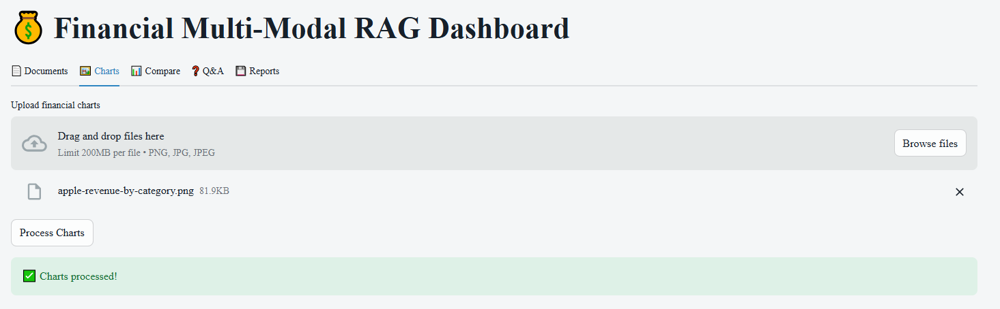 Financial Multi-Modal RAG Dashboard
Documents Charts Compare Q&A Reports
Upload financial charts
Drag and drop files here
Limit 200MB per file • PNG, JPG, JPEG
Browse files
apple-revenue-by-category.png 81.9KB
Process Charts
Charts processed!